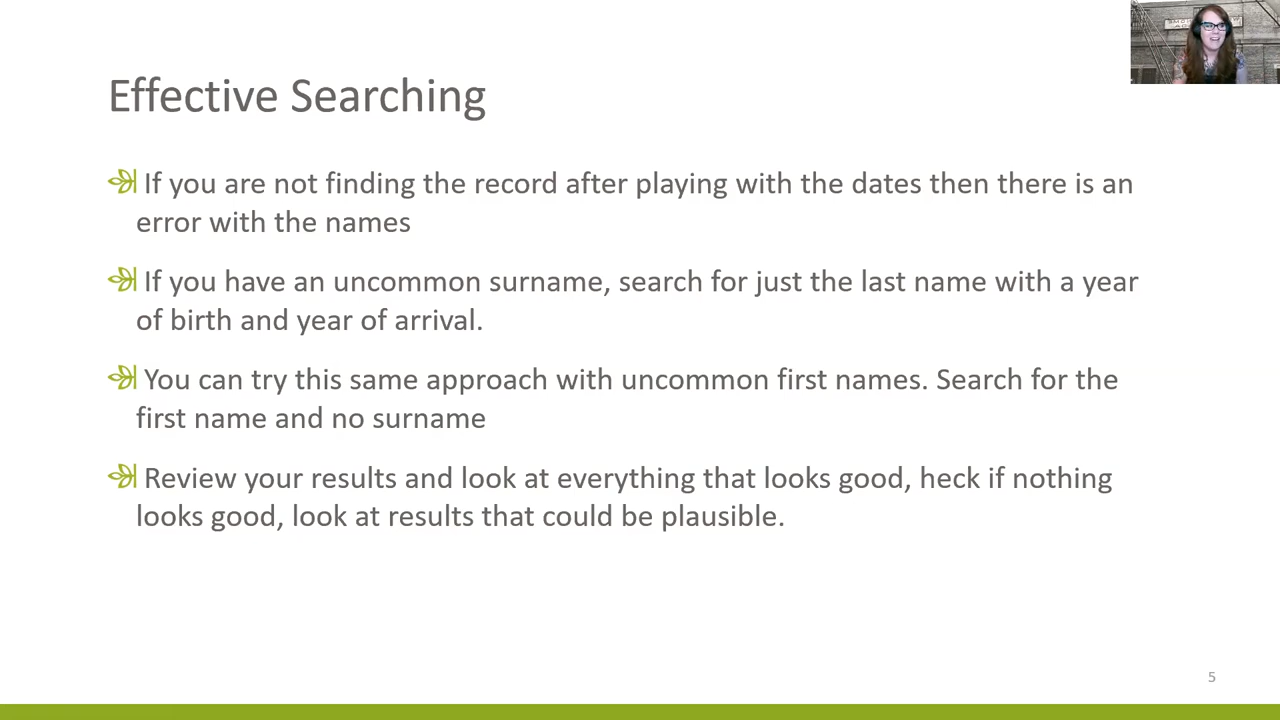 Effective Searching
If you are not finding the record after playing with the dates then there is an
error with the names
If you have an uncommon surname, search for just the last name with a year
of birth and year of arrival.
You can try this same approach with uncommon first names. Search for the
first name and no surname
Review your results and look at everything that looks good, heck if nothing
looks good, look at results that could be plausible.
5